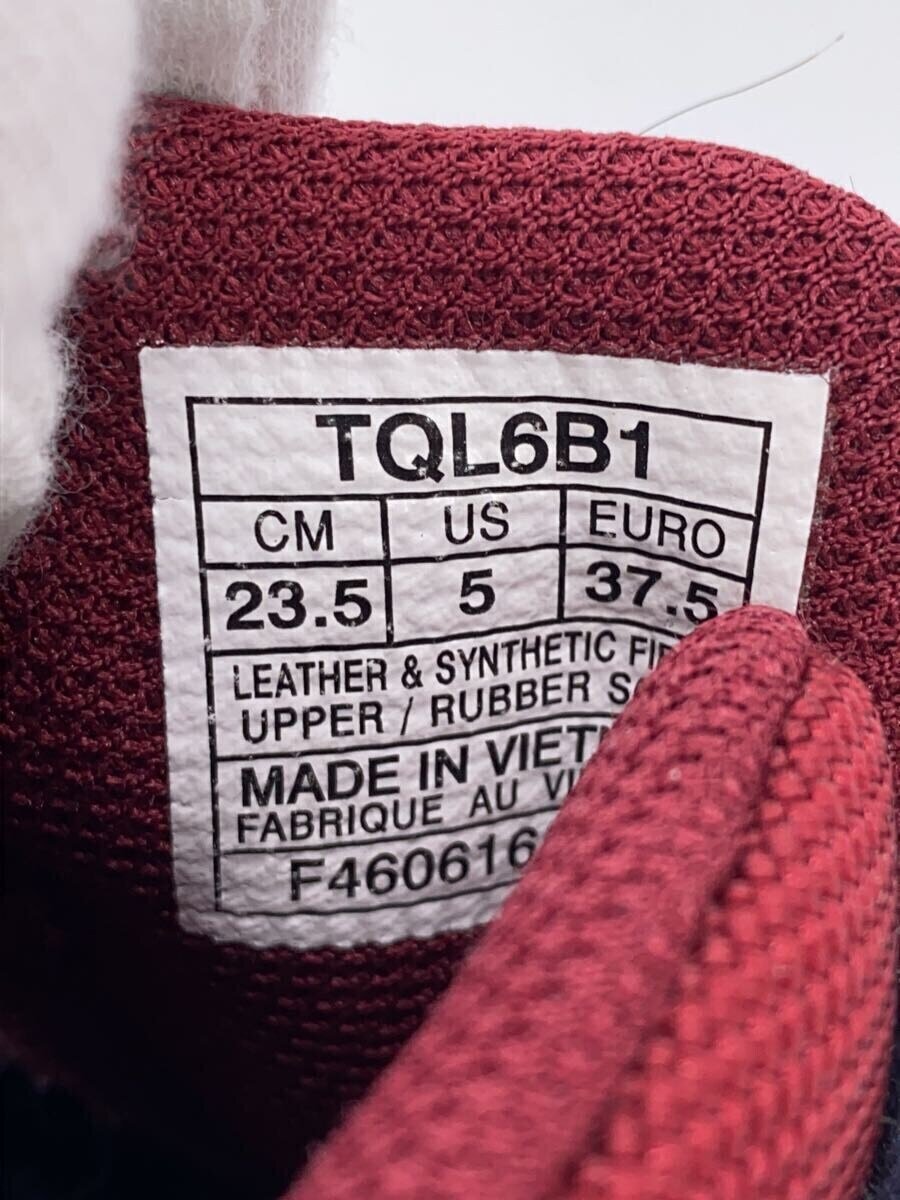 TQL6B1
CM US EURO
23.5 5 37.5
LEATHER & SYNTHETIC
UPPER / RUBBER
MADE IN
FABRIQUE AU